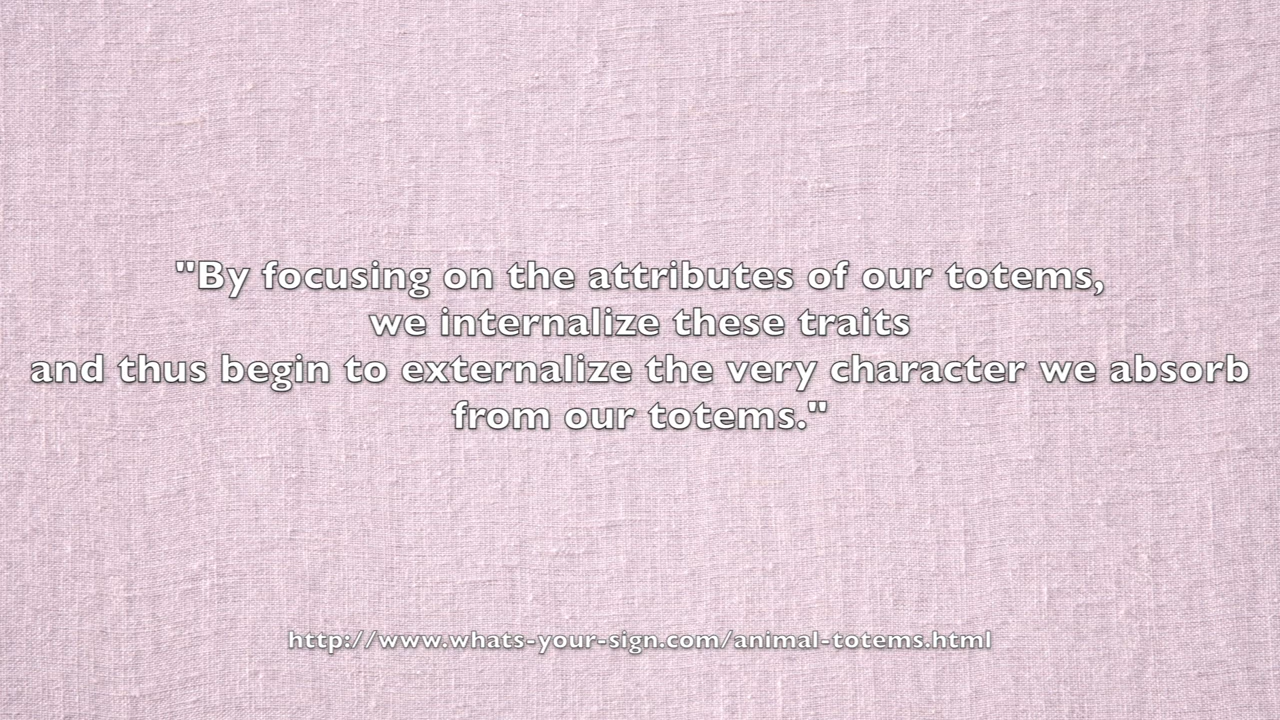 "By focusing on the attributes of our totems,
we internalize these traits
and thus begin to externalize the very character we absorb
from our totems."
http://www.whats-your-sign.com/animal-totems.html